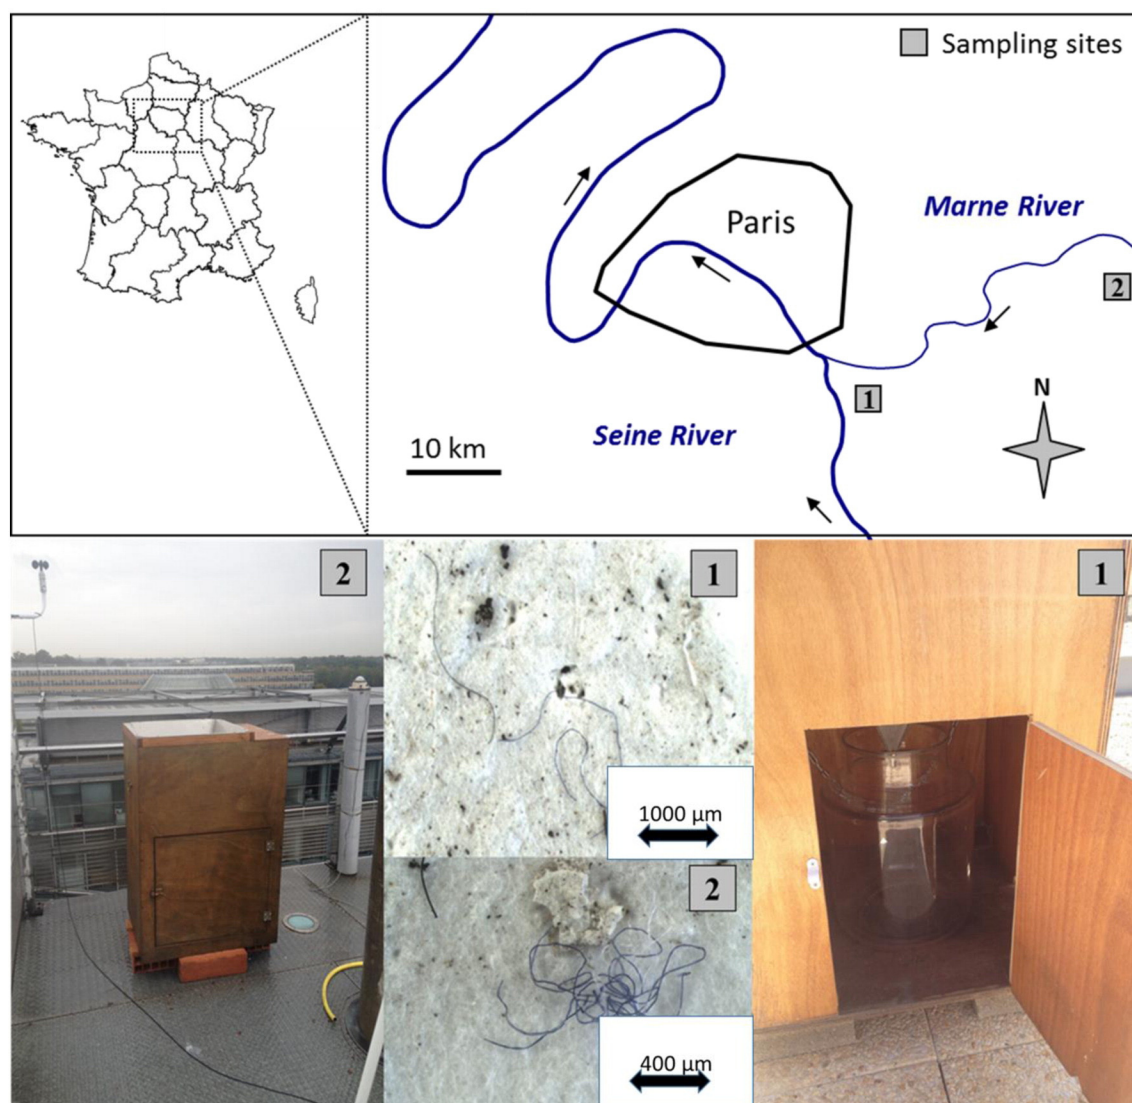 Sampling sites
Paris
Marne River
2
1
N
Seine River
10 km
2
1
1
1000 µm
2
400 µm